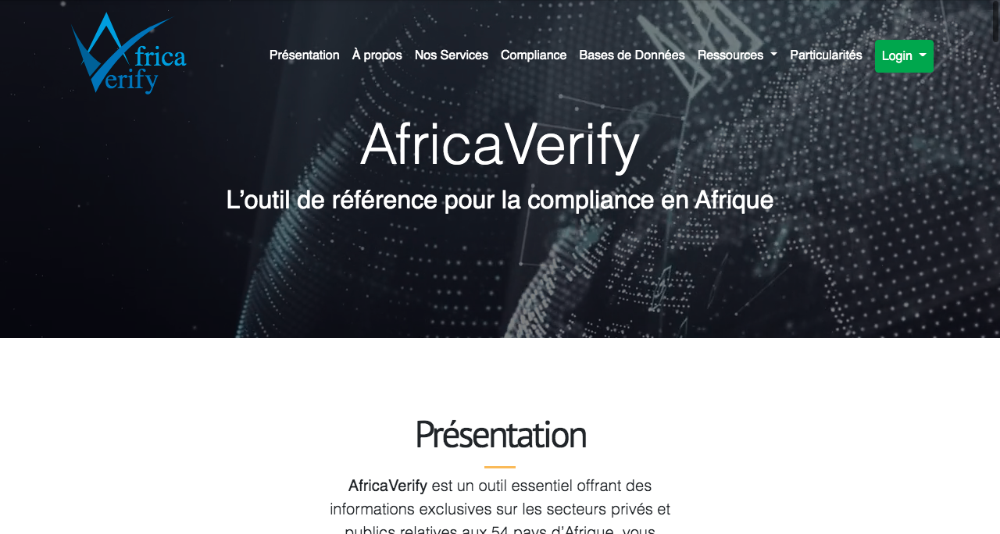 Africa
Verify
Présentation À propos Nos Services Compliance Bases de Données Ressources Particularités Login
AfricaVerify
L’outil de référence pour la compliance en Afrique
Présentation
AfricaVerify est un outil essentiel offrant des
informations exclusives sur les secteurs privés et
publics relatives aux 54 pays d’Afrique, vous